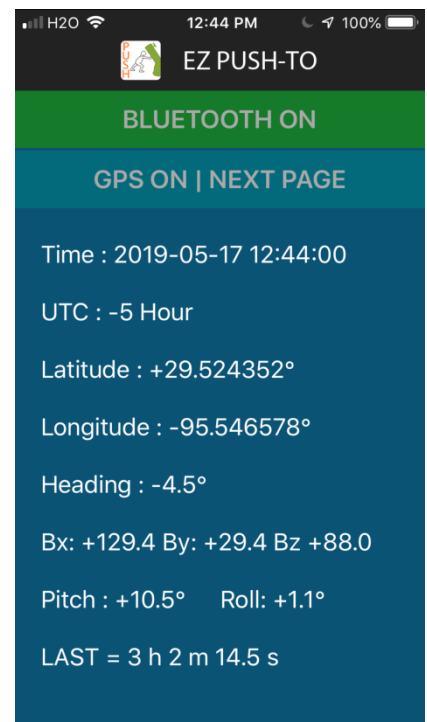 H2O 12:44 PM 100%
PUSH EZ PUSH-TO
BLUETOOTH ON
GPS ON | NEXT PAGE
Time : 2019-05-17 12:44:00
UTC : -5 Hour
Latitude : +29.524352°
Longitude : -95.546578°
Heading : -4.5°
Bx: +129.4 By: +29.4 Bz +88.0
Pitch : +10.5° Roll: +1.1°
LAST = 3 h 2 m 14.5 s